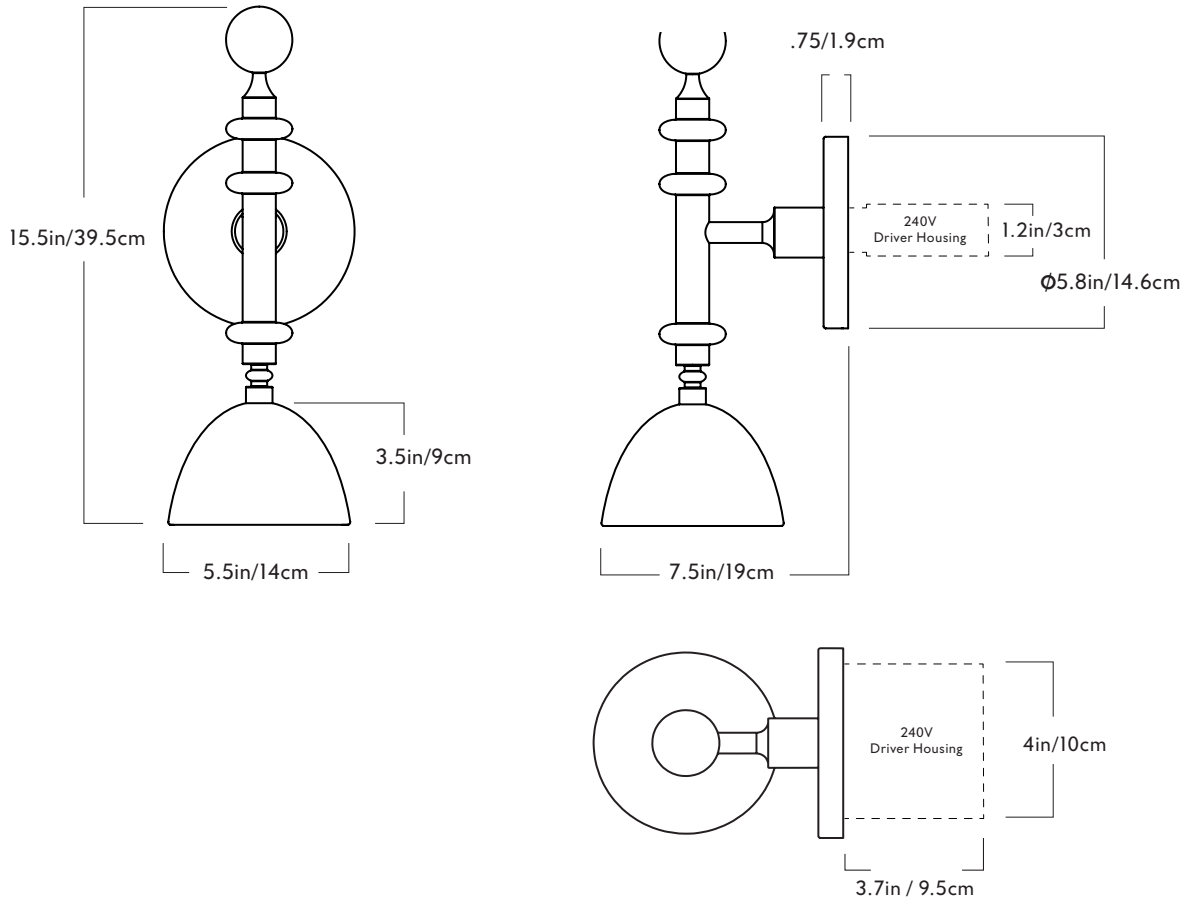 .75/1.9cm
15.5in/39.5cm
240V
Driver Housing
1.2in/3cm
Ø5.8in/14.6cm
3.5in/9cm
5.5in/14cm
7.5in/19cm
240V
Driver Housing
4in/10cm
3.7in / 9.5cm